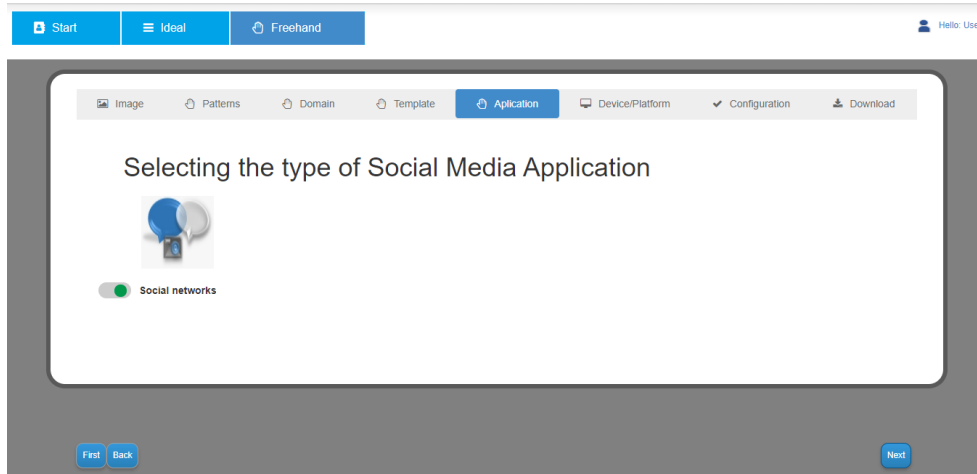 Start Ideal Freehand Hello: Use
Image Patterns Domain Template Aplication Device/Platform Configuration Download
Selecting the type of Social Media Application
Social networks
First Back Next